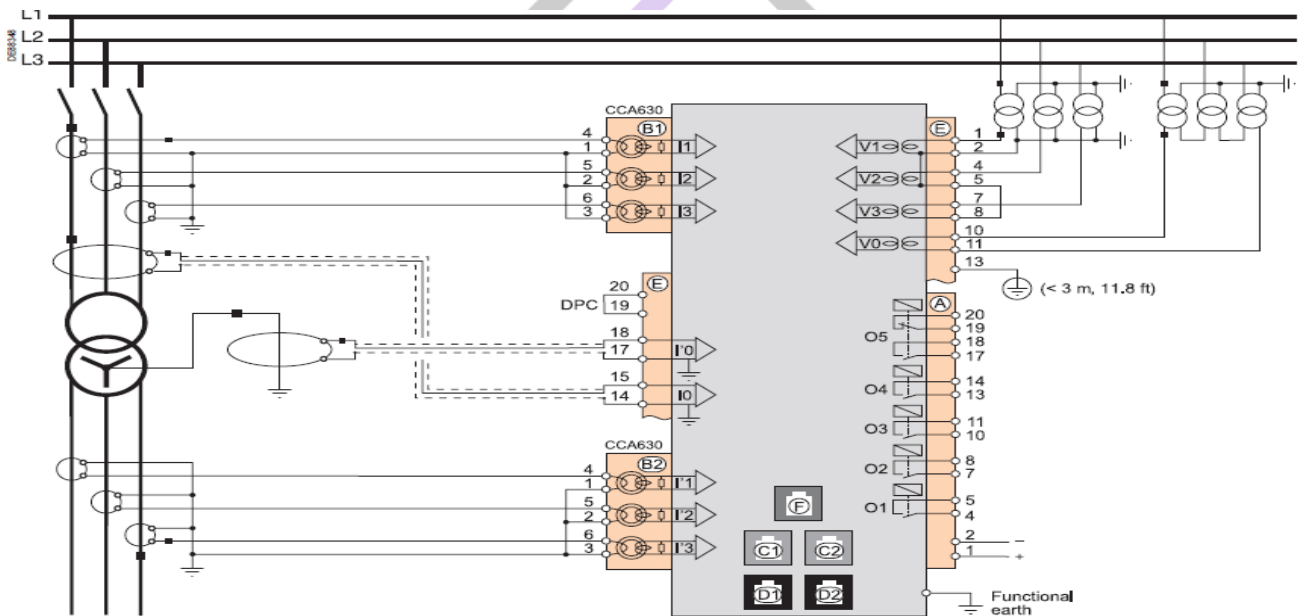 L1
L2
L3
DE88348
CCA630
B1
4
1
5
2
6
3
I1
I2
I3
E
V1
V2
V3
V0
1
2
4
5
7
8
10
11
13
(< 3 m, 11.8 ft)
DPC
20
19
18
17
15
14
E
I'0
I0
A
O5
O4
O3
O2
O1
20
19
18
17
14
13
11
10
8
7
5
4
2 –
1 +
CCA630
B2
4
1
5
2
6
3
I'1
I'2
I'3
F
C1
C2
D1
D2
Functional
earth